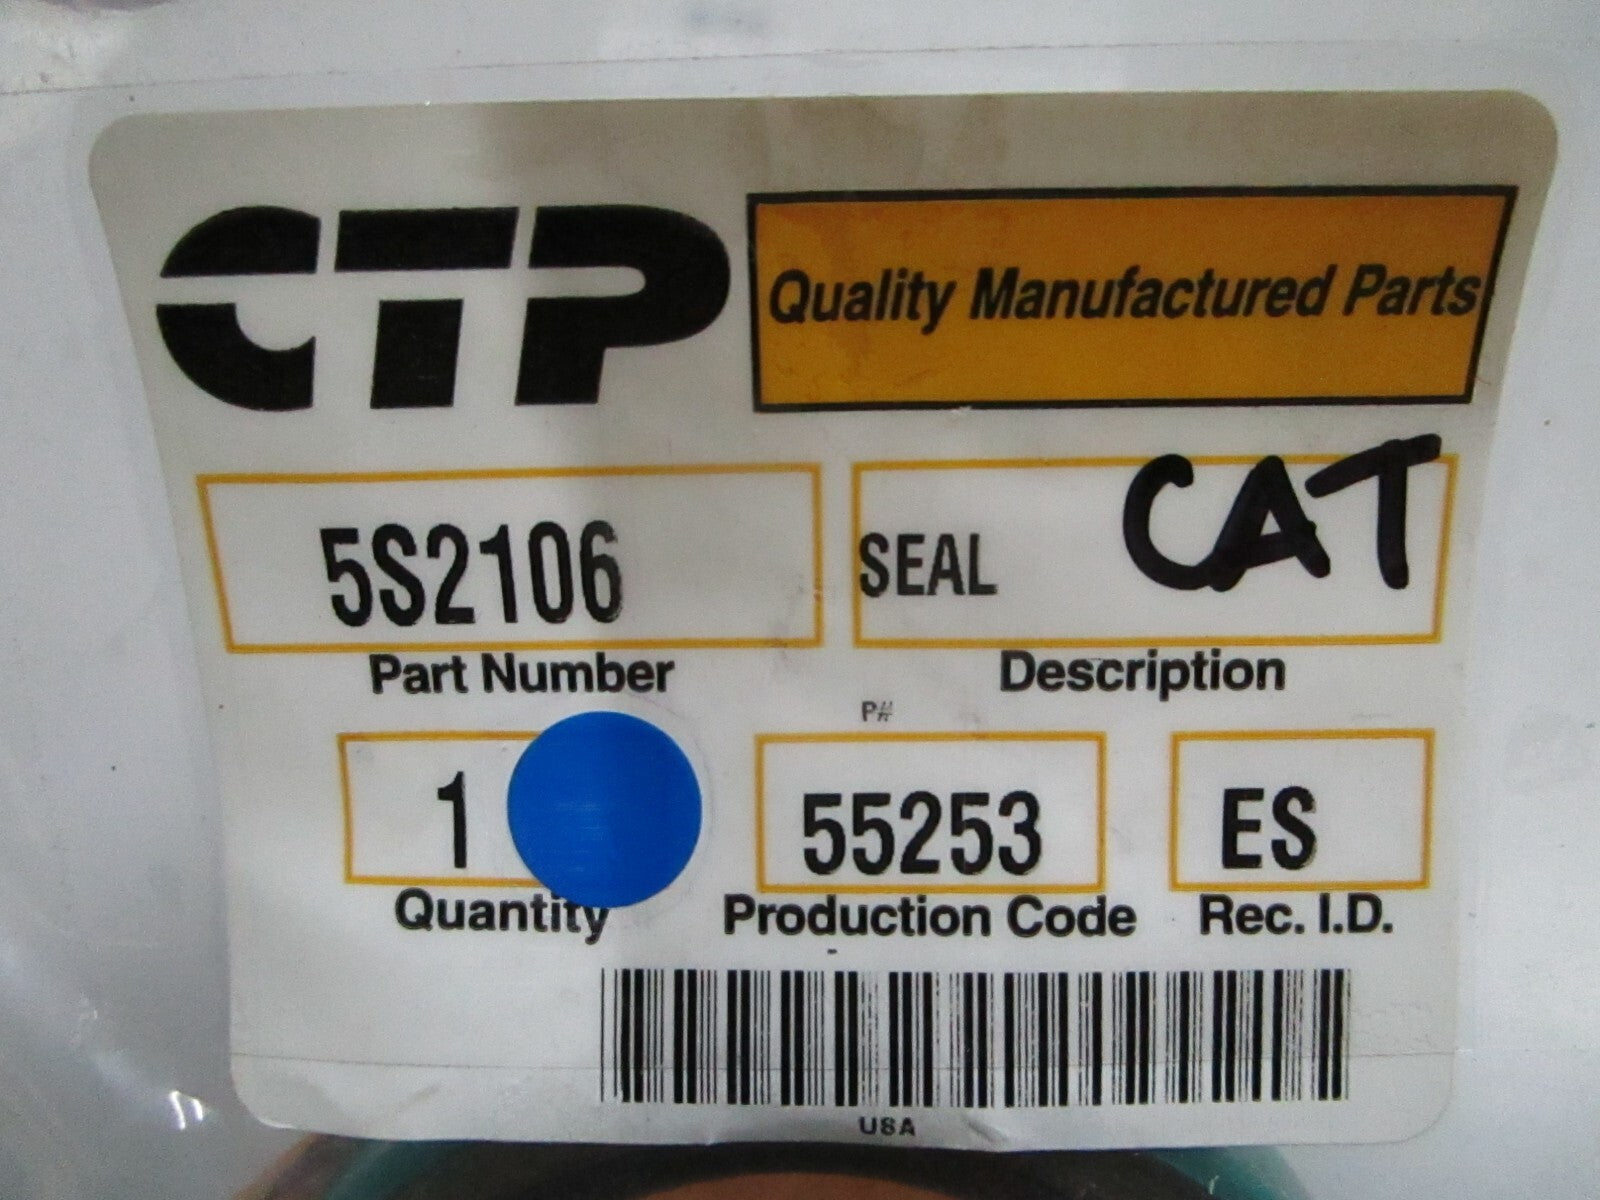 CTP
Quality Manufactured Parts
5S2106
SEAL CAT
Part Number
Description
P#
1
55253
ES
Quantity
Production Code
Rec. I.D.
USA